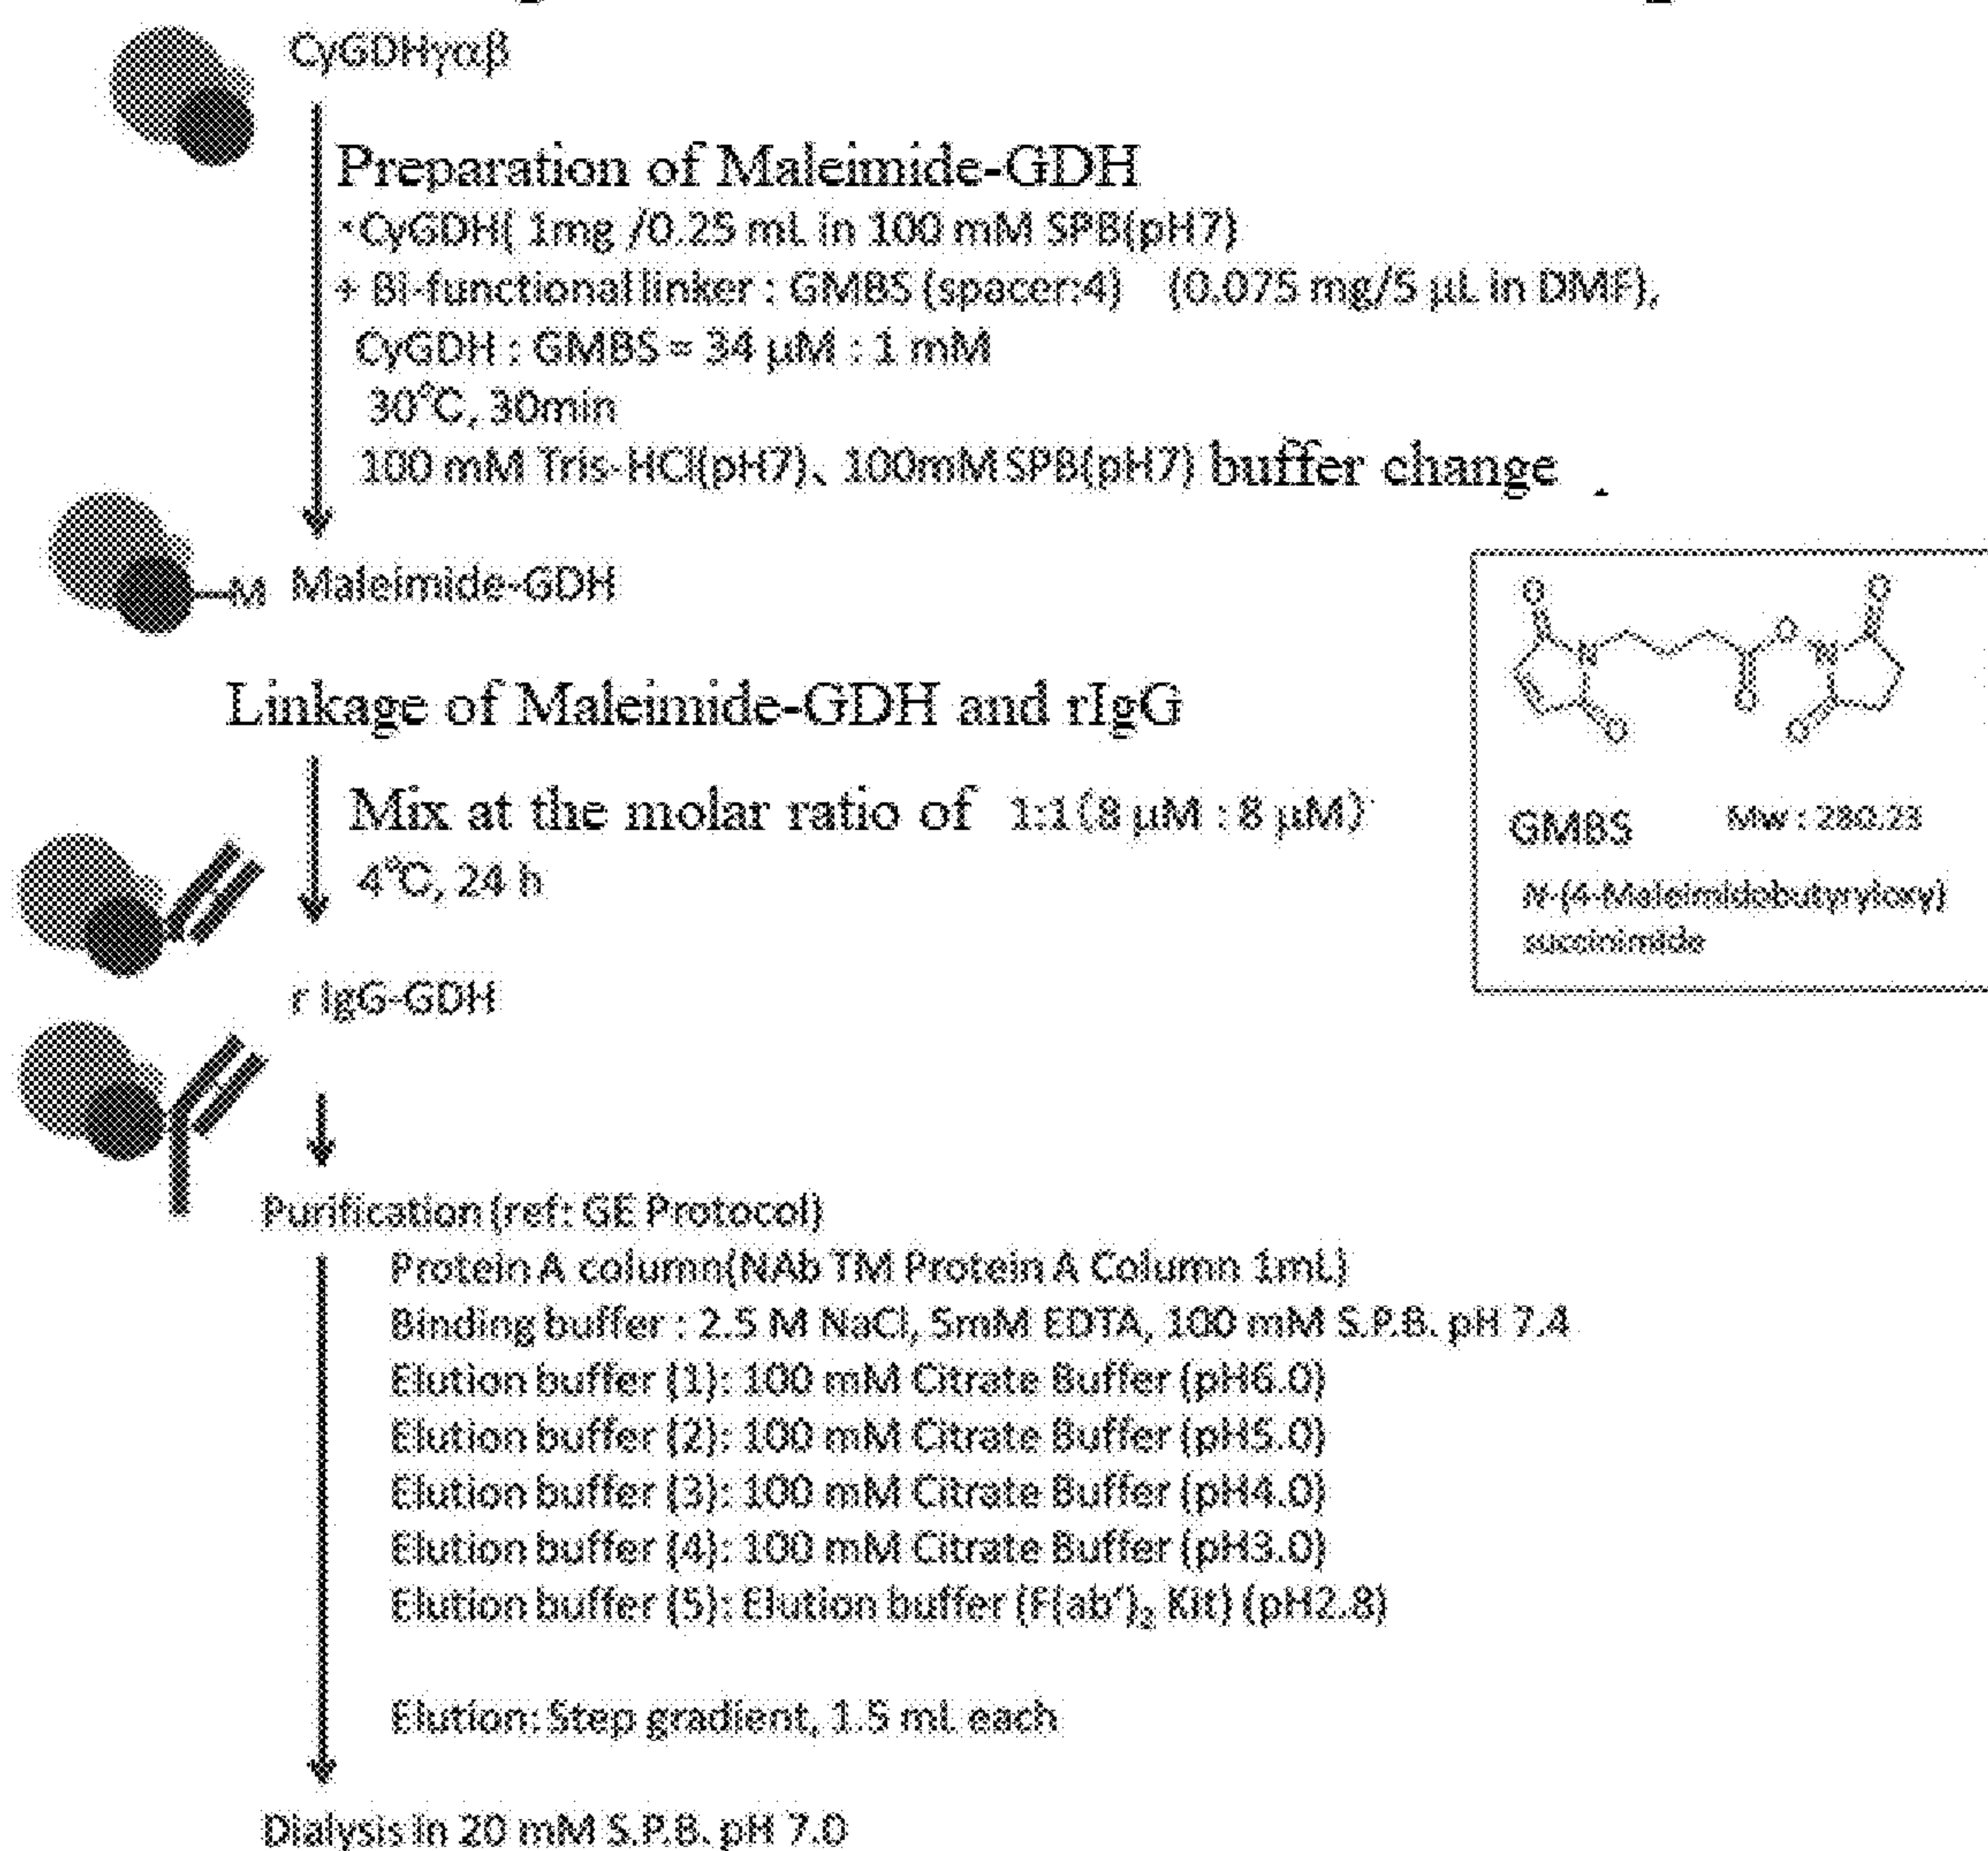 CyGDHγαβ
Preparation of Maleimide-GDH
・CyGDH( 1mg /0.25 mL in 100 mM SPB(pH7)
+ Bi-functional linker : GMBS (spacer:4) (0.075 mg/5 μL in DMF),
CyGDH : GMBS = 34 μM : 1 mM
30°C, 30min
100 mM Tris-HCl(pH7)、100mM SPB(pH7) buffer change
M Maleimide-GDH
Linkage of Maleimide-GDH and rIgG
Mix at the molar ratio of 1:1(8 μM : 8 μM)
4°C, 24 h
r IgG-GDH
O O
N O N
O O O
GMBS Mw : 280.23
N-(4-Maleimidobutyryloxy)
succinimide
Purification (ref: GE Protocol)
Protein A column(NAb TM Protein A Column 1mL)
Binding buffer : 2.5 M NaCl, 5mM EDTA, 100 mM S.P.B. pH 7.4
Elution buffer (1): 100 mM Citrate Buffer (pH6.0)
Elution buffer (2): 100 mM Citrate Buffer (pH5.0)
Elution buffer (3): 100 mM Citrate Buffer (pH4.0)
Elution buffer (4): 100 mM Citrate Buffer (pH3.0)
Elution buffer (5): Elution buffer (F(ab')₂ Kit) (pH2.8)
Elution: Step gradient, 1.5 mL each
Dialysis in 20 mM S.P.B. pH 7.0